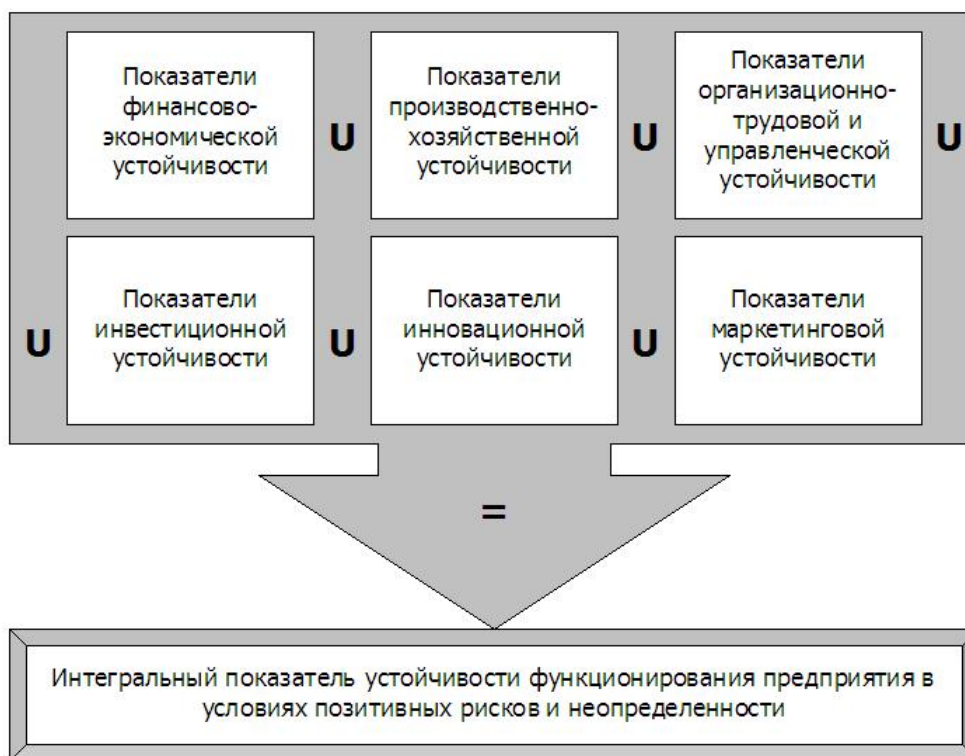 Показатели
финансово-
экономической
устойчивости
U
Показатели
производственно-
хозяйственной
устойчивости
U
Показатели
организационно-
трудовой и
управленческой
устойчивости
U
U
Показатели
инвестиционной
устойчивости
U
Показатели
инновационной
устойчивости
U
Показатели
маркетинговой
устойчивости
=
Интегральный показатель устойчивости функционирования предприятия в
условиях позитивных рисков и неопределенности